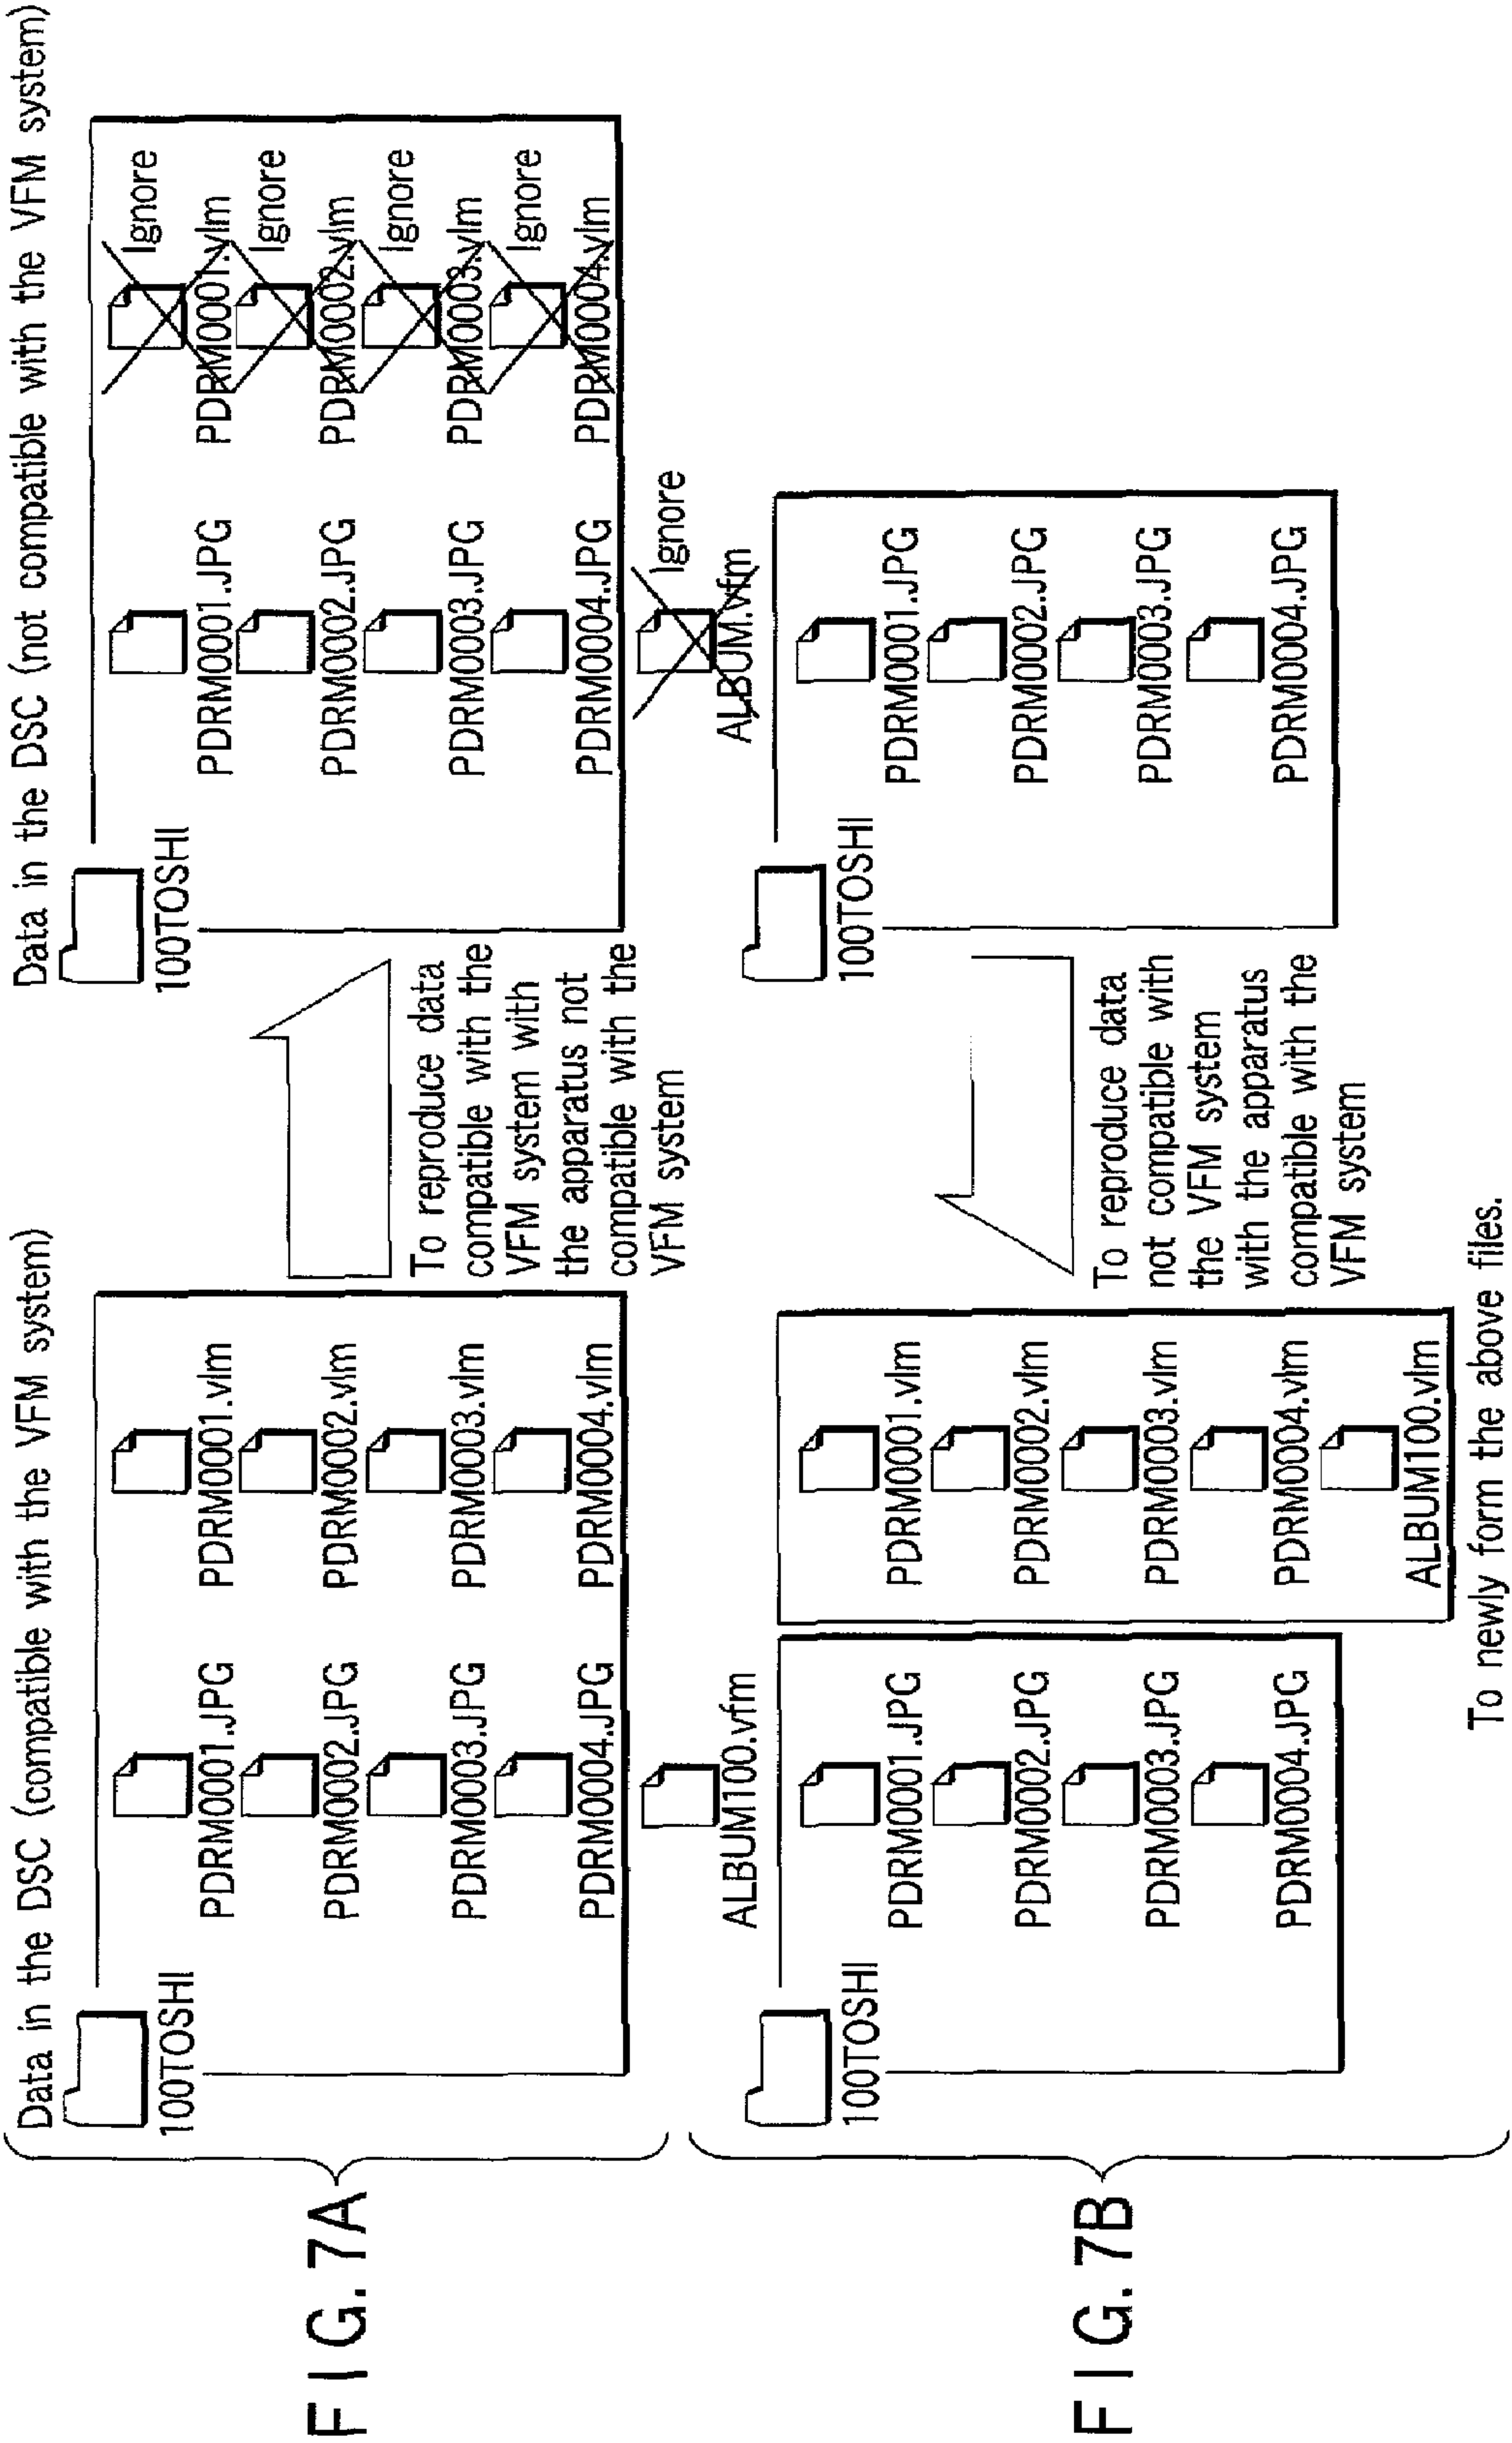 FIG. 7A
Data in the DSC (compatible with the VFM system)
100TOSHI
PDRM0001.JPG
PDRM0001.vlm
PDRM0002.JPG
PDRM0002.vlm
PDRM0003.JPG
PDRM0003.vlm
PDRM0004.JPG
PDRM0004.vlm
ALBUM100.vfm
To reproduce data
compatible with the
VFM system with
the apparatus not
compatible with the
VFM system
Data in the DSC (not compatible with the VFM system)
100TOSHI
Ignore
PDRM0001.JPG
PDRM0001.vlm
Ignore
PDRM0002.JPG
PDRM0002.vlm
Ignore
PDRM0003.JPG
PDRM0003.vlm
Ignore
PDRM0004.JPG
PDRM0004.vlm
Ignore
ALBUM.vfm
FIG. 7B
100TOSHI
PDRM0001.JPG
PDRM0001.vlm
PDRM0002.JPG
PDRM0002.vlm
PDRM0003.JPG
PDRM0003.vlm
PDRM0004.JPG
PDRM0004.vlm
ALBUM100.vlm
To newly form the above files.
To reproduce data
not compatible with
the VFM system
with the apparatus
compatible with the
VFM system
100TOSHI
PDRM0001.JPG
PDRM0002.JPG
PDRM0003.JPG
PDRM0004.JPG